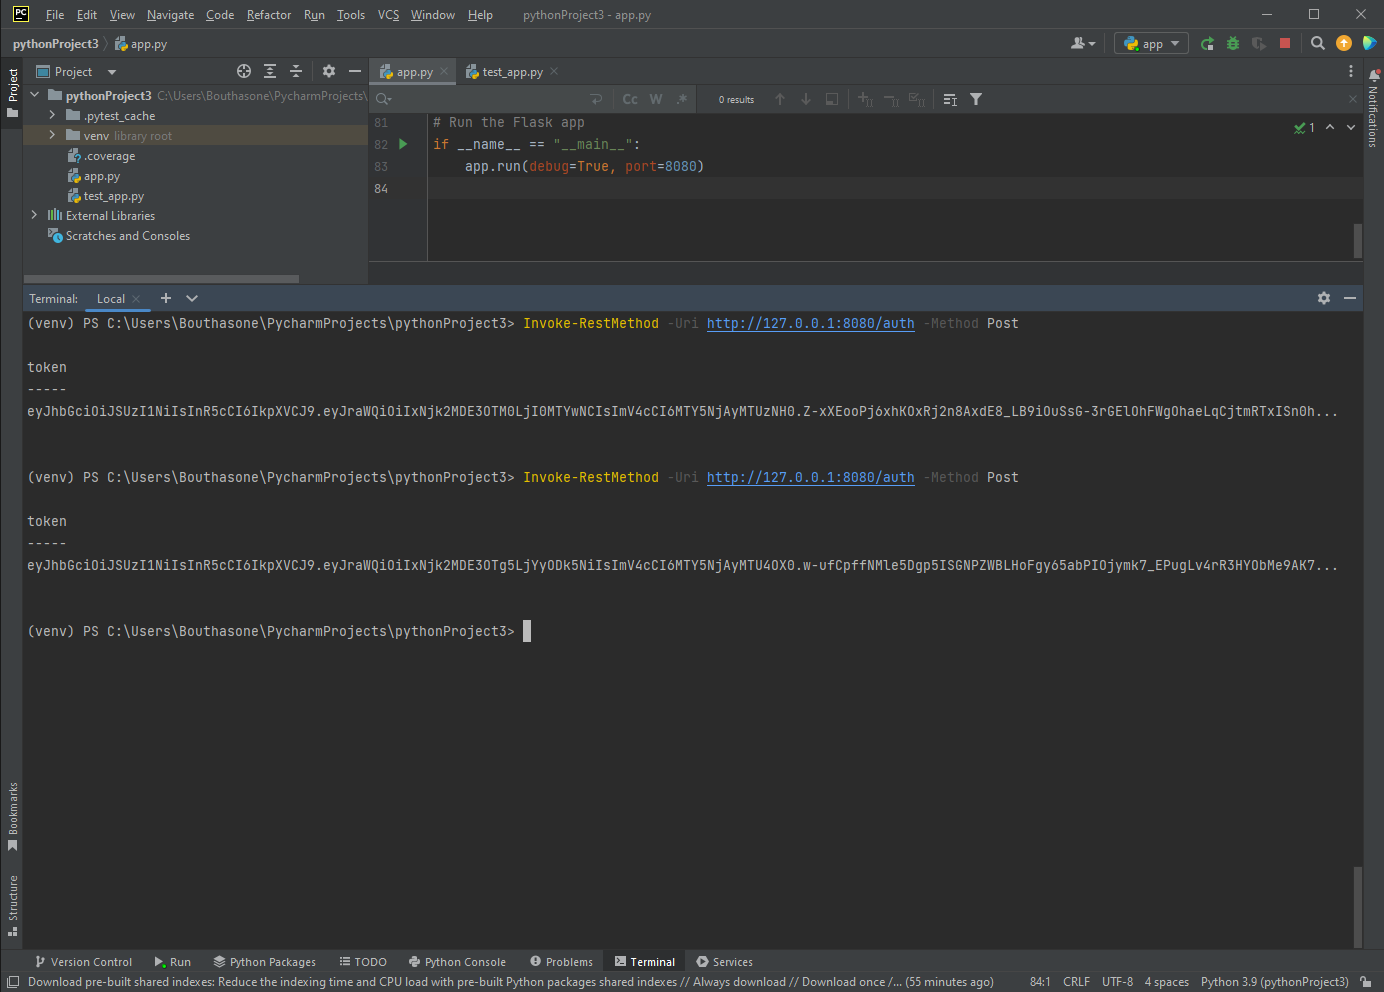 PC File Edit View Navigate Code Refactor Run Tools VCS Window Help pythonProject3 - app.py
pythonProject3 app.py app
Project
Project
app.py
test_app.py
pythonProject3 C:\Users\Bouthasone\PycharmProjects\
.pytest_cache
venv library root
.coverage
app.py
test_app.py
External Libraries
Scratches and Consoles
Cc W .* 0 results
81 # Run the Flask app
82 if __name__ == "__main__":
83 app.run(debug=True, port=8080)
84
1
Notifications
Terminal: Local
(venv) PS C:\Users\Bouthasone\PycharmProjects\pythonProject3> Invoke-RestMethod -Uri http://127.0.0.1:8080/auth -Method Post
token
-----
eyJhbGciOiJSUzI1NiIsInR5cCI6IkpXVCJ9.eyJraWQiOiIxNjk2MDE3OTM0LjI0MTYwNCIsImV4cCI6MTY5NjAyMTUzNH0.Z-xXEooPj6xhKOxRj2n8AxdE8_LB9iOuSsG-3rGElOhFWgOhaeLqCjtmRTxISn0h...
(venv) PS C:\Users\Bouthasone\PycharmProjects\pythonProject3> Invoke-RestMethod -Uri http://127.0.0.1:8080/auth -Method Post
token
-----
eyJhbGciOiJSUzI1NiIsInR5cCI6IkpXVCJ9.eyJraWQiOiIxNjk2MDE3OTg5LjYyODk5NiIsImV4cCI6MTY5NjAyMTU4OX0.w-ufCpffNMle5Dgp5ISGNPZWBLHoFgy65abPIOjymk7_EPugLv4rR3HYObMe9AK7...
(venv) PS C:\Users\Bouthasone\PycharmProjects\pythonProject3>
Bookmarks
Structure
Version Control Run Python Packages TODO Python Console Problems Terminal Services
Download pre-built shared indexes: Reduce the indexing time and CPU load with pre-built Python packages shared indexes // Always download // Download once /... (55 minutes ago) 84:1 CRLF UTF-8 4 spaces Python 3.9 (pythonProject3)